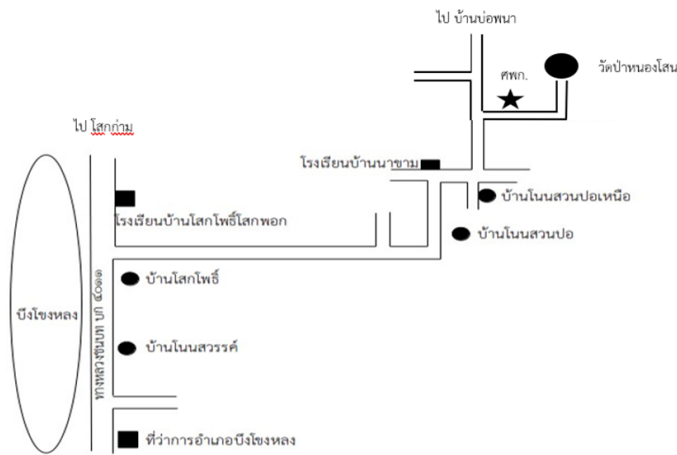 ไป บ้านบ่อพนา
ศพก.
วัดป่าหนองโสน
ไป โสกก่าม
โรงเรียนบ้านนาขาม
บ้านโนนสวนปอเหนือ
โรงเรียนบ้านโสกโพธิ์โสกพอก
บ้านโนนสวนปอ
บ้านโสกโพธิ์
บึงโขงหลง
ทางหลวงชนบท บก ๔๐๑๑
บ้านโนนสวรรค์
ที่ว่าการอำเภอบึงโขงหลง